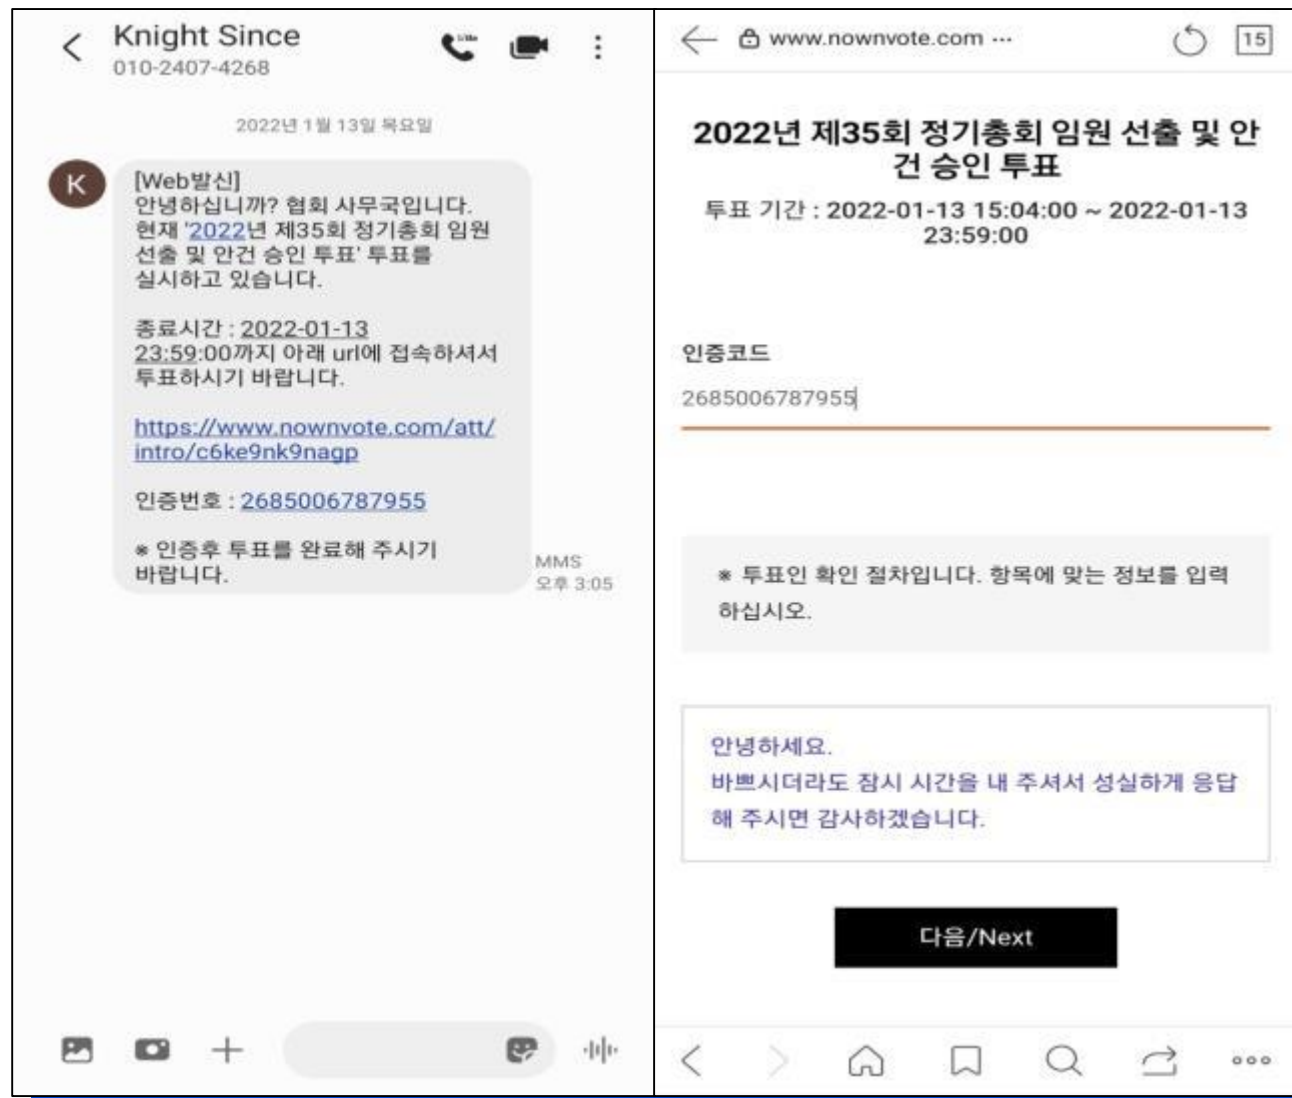 Knight Since
010-2407-4268
2022년 1월 13일 목요일
K
[Web발신]
안녕하십니까? 협회 사무국입니다.
현재 '2022년 제35회 정기총회 임원
선출 및 안건 승인 투표' 투표를
실시하고 있습니다.
종료시간 : 2022-01-13
23:59:00까지 아래 url에 접속하셔서
투표하시기 바랍니다.
https://www.nownvote.com/att/
intro/c6ke9nk9nagp
인증번호 : 2685006787955
※ 인증후 투표를 완료해 주시기
바랍니다.
MMS
오후 3:05
www.nownvote.com ···
15
2022년 제35회 정기총회 임원 선출 및 안
건 승인 투표
투표 기간 : 2022-01-13 15:04:00 ~ 2022-01-13
23:59:00
인증코드
2685006787955
※ 투표인 확인 절차입니다. 항목에 맞는 정보를 입력
하십시오.
안녕하세요.
바쁘시더라도 잠시 시간을 내 주셔서 성실하게 응답
해 주시면 감사하겠습니다.
다음/Next